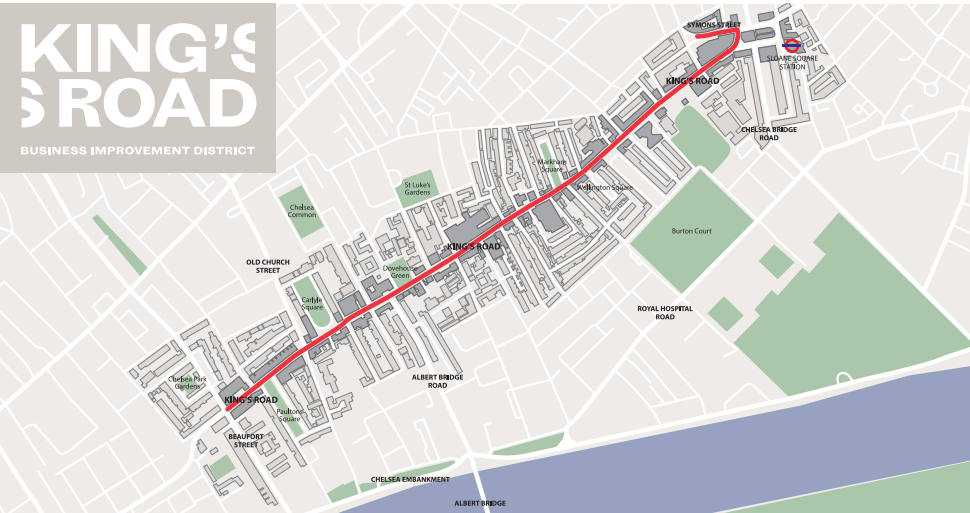 KING'S
S ROAD
BUSINESS IMPROVEMENT DISTRICT
SYMONS STREET
SLOANE SQUARE
STATION
KING'S ROAD
CHELSEA BRIDGE
ROAD
Markham
Square
Wellington Square
St Luke's
Gardens
Chelsea
Common
Burton Court
KING'S ROAD
OLD CHURCH
STREET
Dovehouse
Green
Carlyle
Square
ROYAL HOSPITAL
ROAD
ALBERT BRIDGE
ROAD
Chelsea Park
Gardens
KING'S ROAD
Paultons
Square
BEAUFORT
STREET
CHELSEA EMBANKMENT
ALBERT BRIDGE